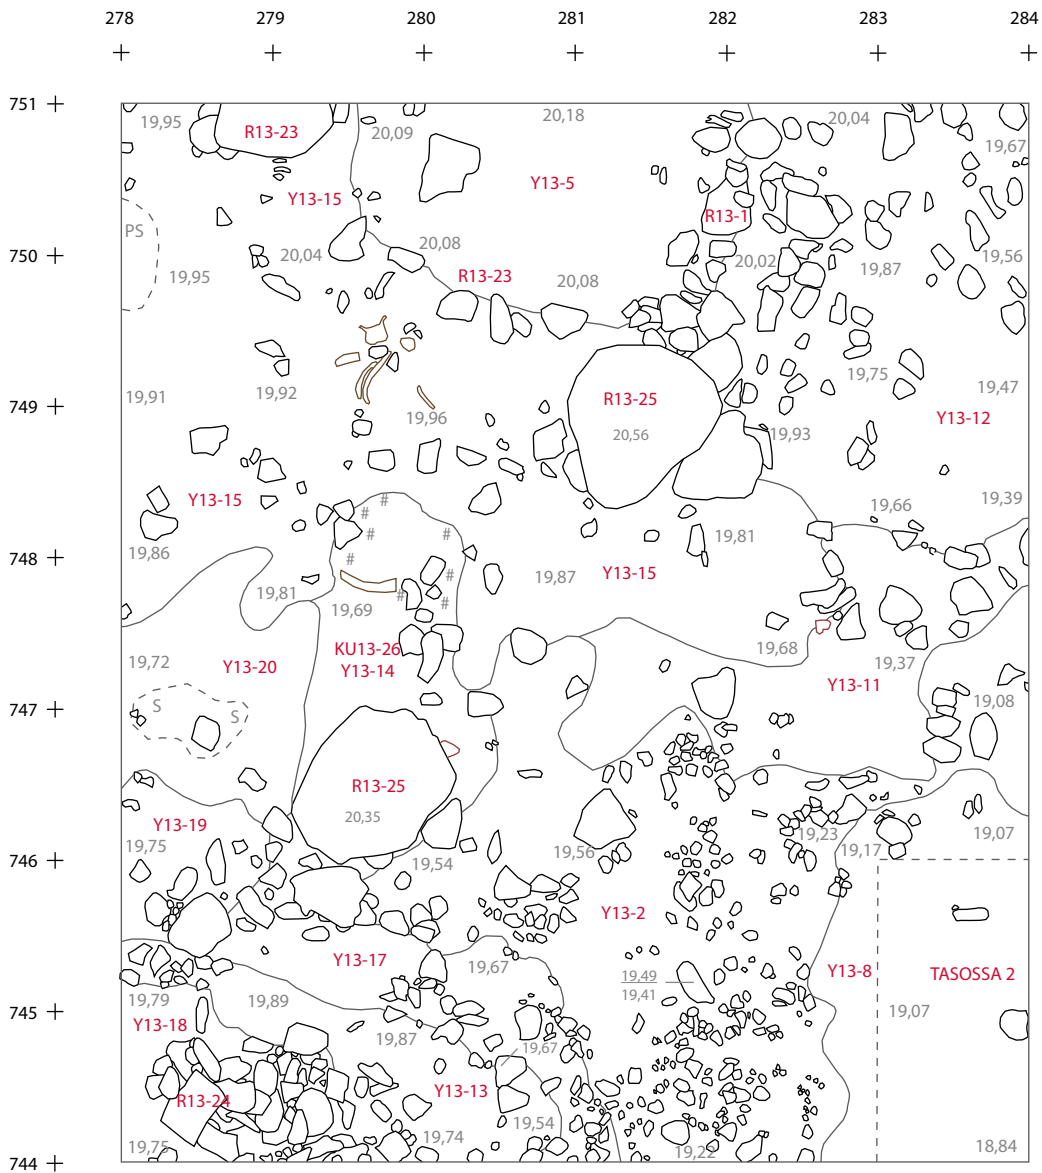 278 279 280 281 282 283 284
751
19,95 R13-23 20,09 20,18 20,04 19,67
Y13-15 Y13-5
R13-1
PS
750
19,95 20,04 20,08 R13-23 20,08 20,02 19,87 19,56
19,91 19,92 19,96 R13-25 19,75 19,47
749
Y13-12
20,56 19,93
Y13-15 # # # # # 19,66 19,39
748
19,86 19,81 19,87 Y13-15 19,81
# # #
19,69
19,72 Y13-20 KU13-26 19,68 19,37
Y13-14 Y13-11
747
S S 19,08
R13-25
20,35
Y13-19 19,23 19,07
746
19,75 19,54 19,56 19,17
Y13-2
Y13-17 19,67 Y13-8 TASOSSA 2
19,49
19,41
745
19,79 19,89 19,07
Y13-18 19,87 19,67
R13-24 Y13-13
19,54
744
19,75 19,74 19,22 18,84